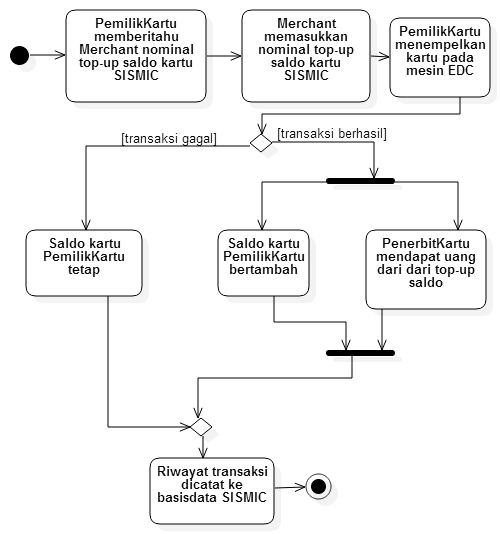 PemilikKartu
memberitahu
Merchant nominal
top-up saldo kartu
SISMIC
Merchant
memasukkan
nominal top-up
saldo kartu
SISMIC
PemilikKartu
menempelkan
kartu pada
mesin EDC
[transaksi gagal]
[transaksi berhasil]
Saldo kartu
PemilikKartu
tetap
Saldo kartu
PemilikKartu
bertambah
PenerbitKartu
mendapat uang
dari dari top-up
saldo
Riwayat transaksi
dicatat ke
basisdata SISMIC